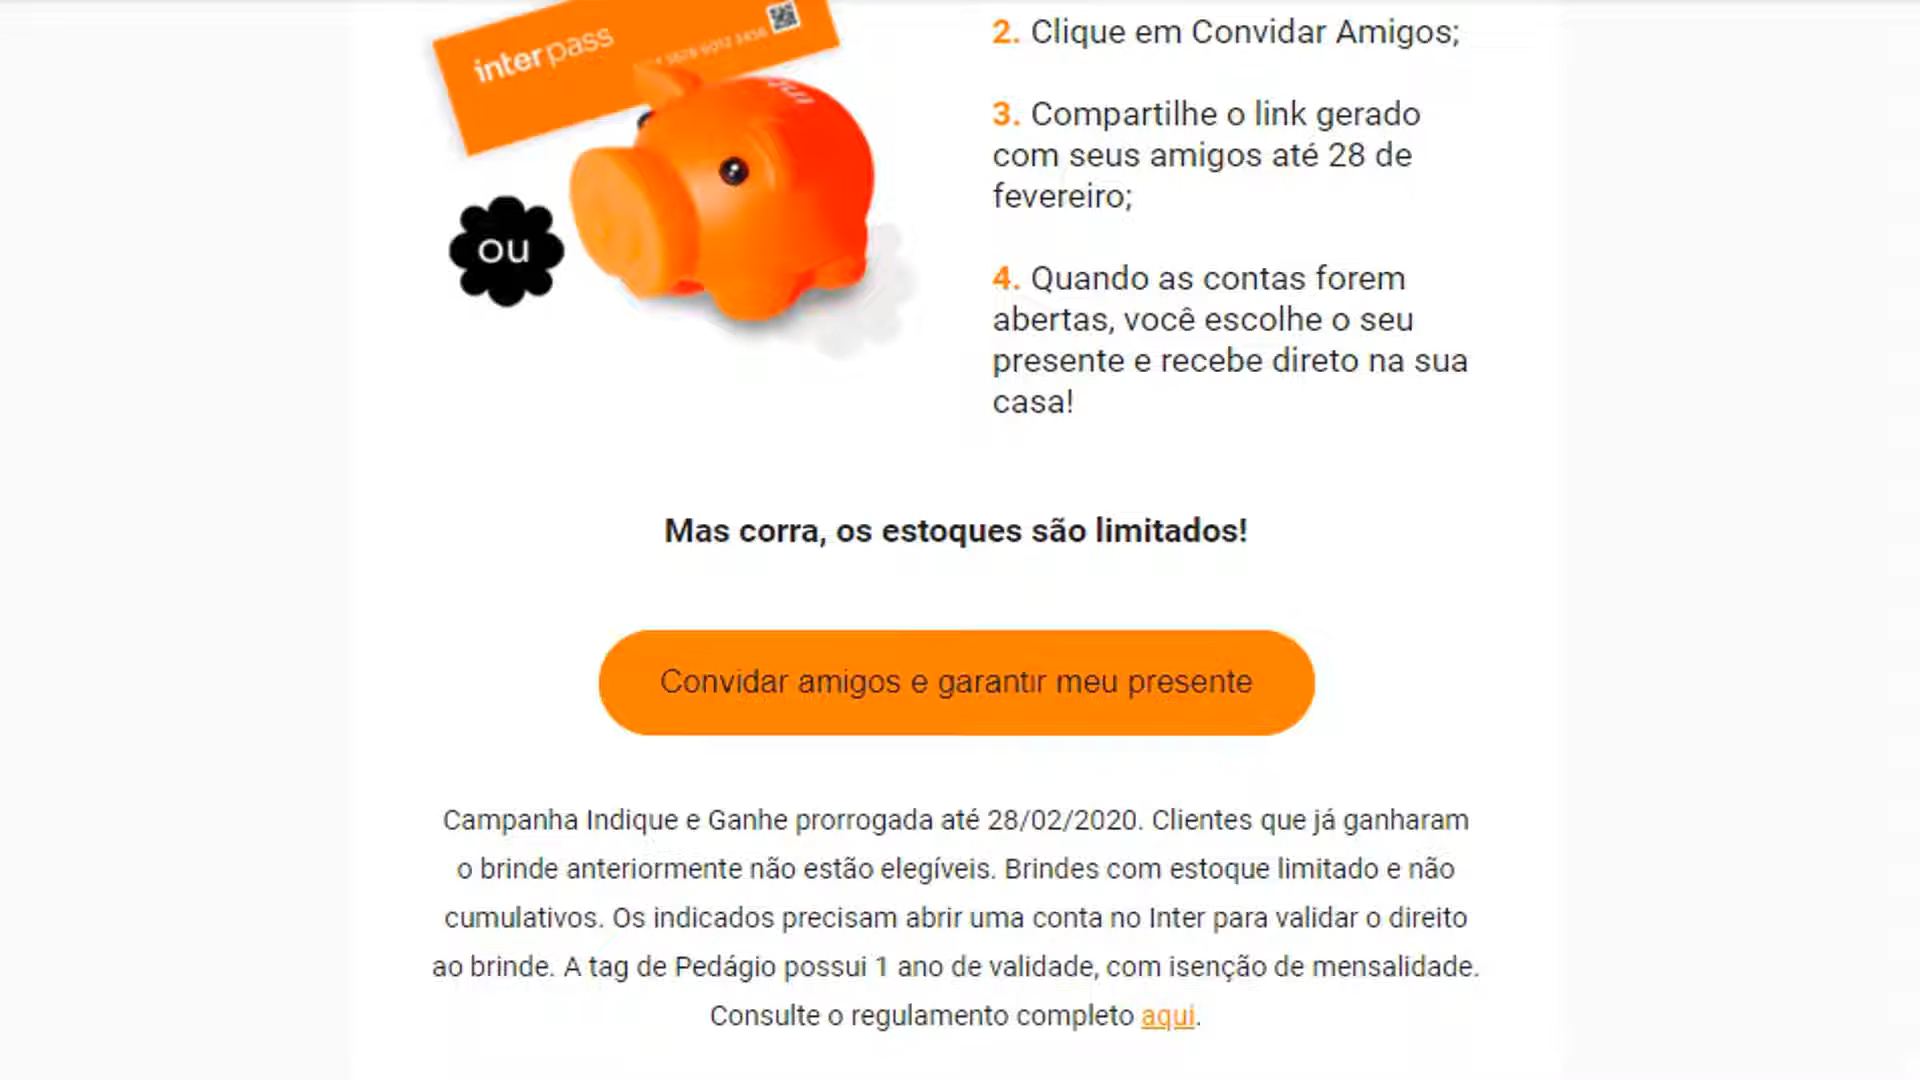 interpass
ou
2. Clique em Convidar Amigos;
3. Compartilhe o link gerado
com seus amigos até 28 de
fevereiro;
4. Quando as contas forem
abertas, você escolhe o seu
presente e recebe direto na sua
casa!
Mas corra, os estoques são limitados!
Convidar amigos e garantir meu presente
Campanha Indique e Ganhe prorrogada até 28/02/2020. Clientes que já ganharam
o brinde anteriormente não estão elegíveis. Brindes com estoque limitado e não
cumulativos. Os indicados precisam abrir uma conta no Inter para validar o direito
ao brinde. A tag de Pedágio possui 1 ano de validade, com isenção de mensalidade.
Consulte o regulamento completo aqui.